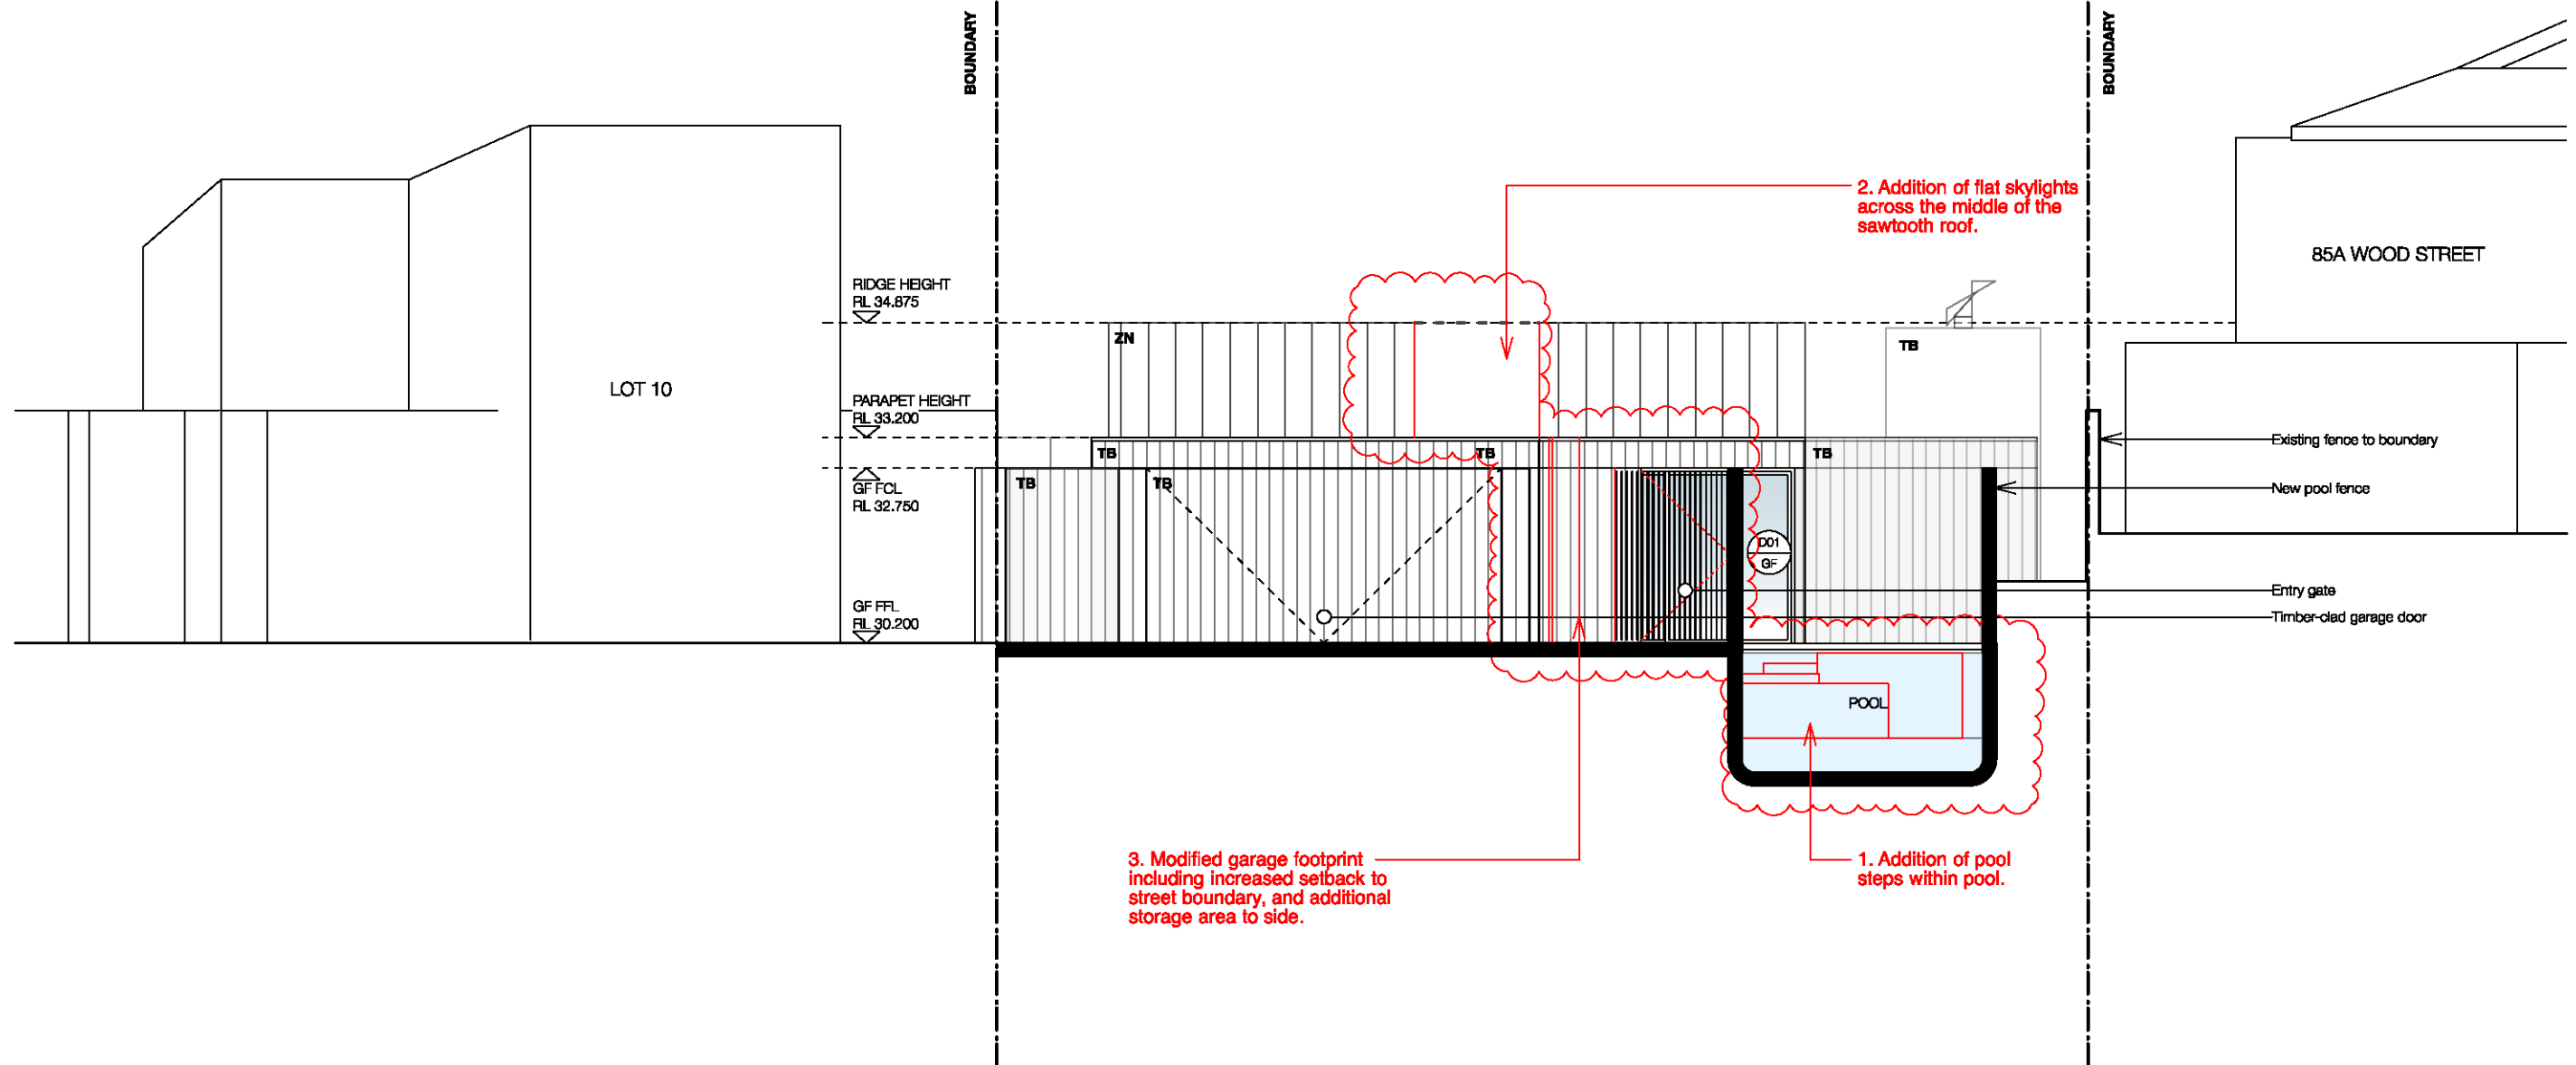 BOUNDARY
BOUNDARY
2. Addition of flat skylights
across the middle of the
sawtooth roof.
85A WOOD STREET
RIDGE HEIGHT
RL 34.875
ZN
TB
LOT 10
PARAPET HEIGHT
RL 33.200
Existing fence to boundary
TB
TB
TB
TB
TB
GF FCL
RL 32.750
New pool fence
D01
GF
Entry gate
GF FFL
RL 30.200
Timber-clad garage door
POOL
3. Modified garage footprint
including increased setback to
street boundary, and additional
storage area to side.
1. Addition of pool
steps within pool.